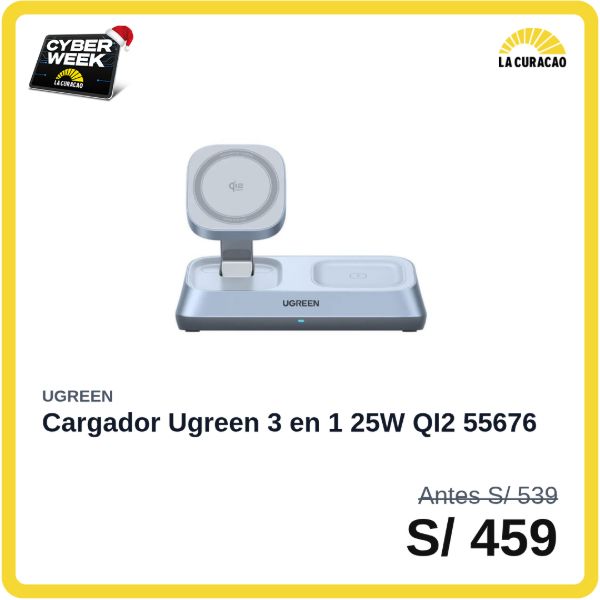 CYBER
WEEK
LA CURACAO
LA CURACAO
Qi2
UGREEN
UGREEN
Cargador Ugreen 3 en 1 25W QI2 55676
Antes S/ 539
S/ 459